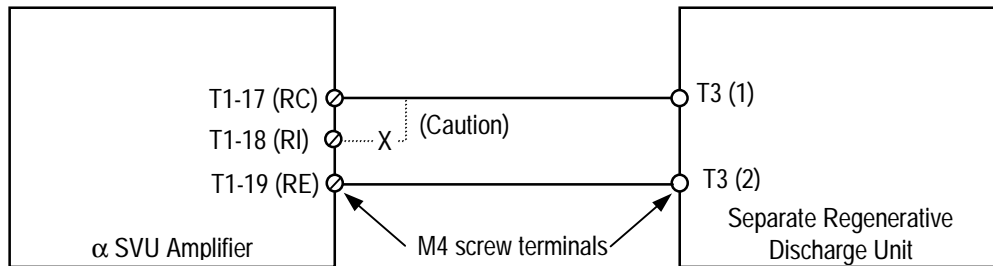 T1-17 (RC)
T3 (1)
(Caution)
T1-18 (RI)
X
T1-19 (RE)
T3 (2)
α SVU Amplifier
M4 screw terminals
Separate Regenerative
Discharge Unit